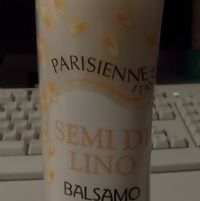 PARISIENNE
ITALIA
SEMI DI
LINO
BALSAMO